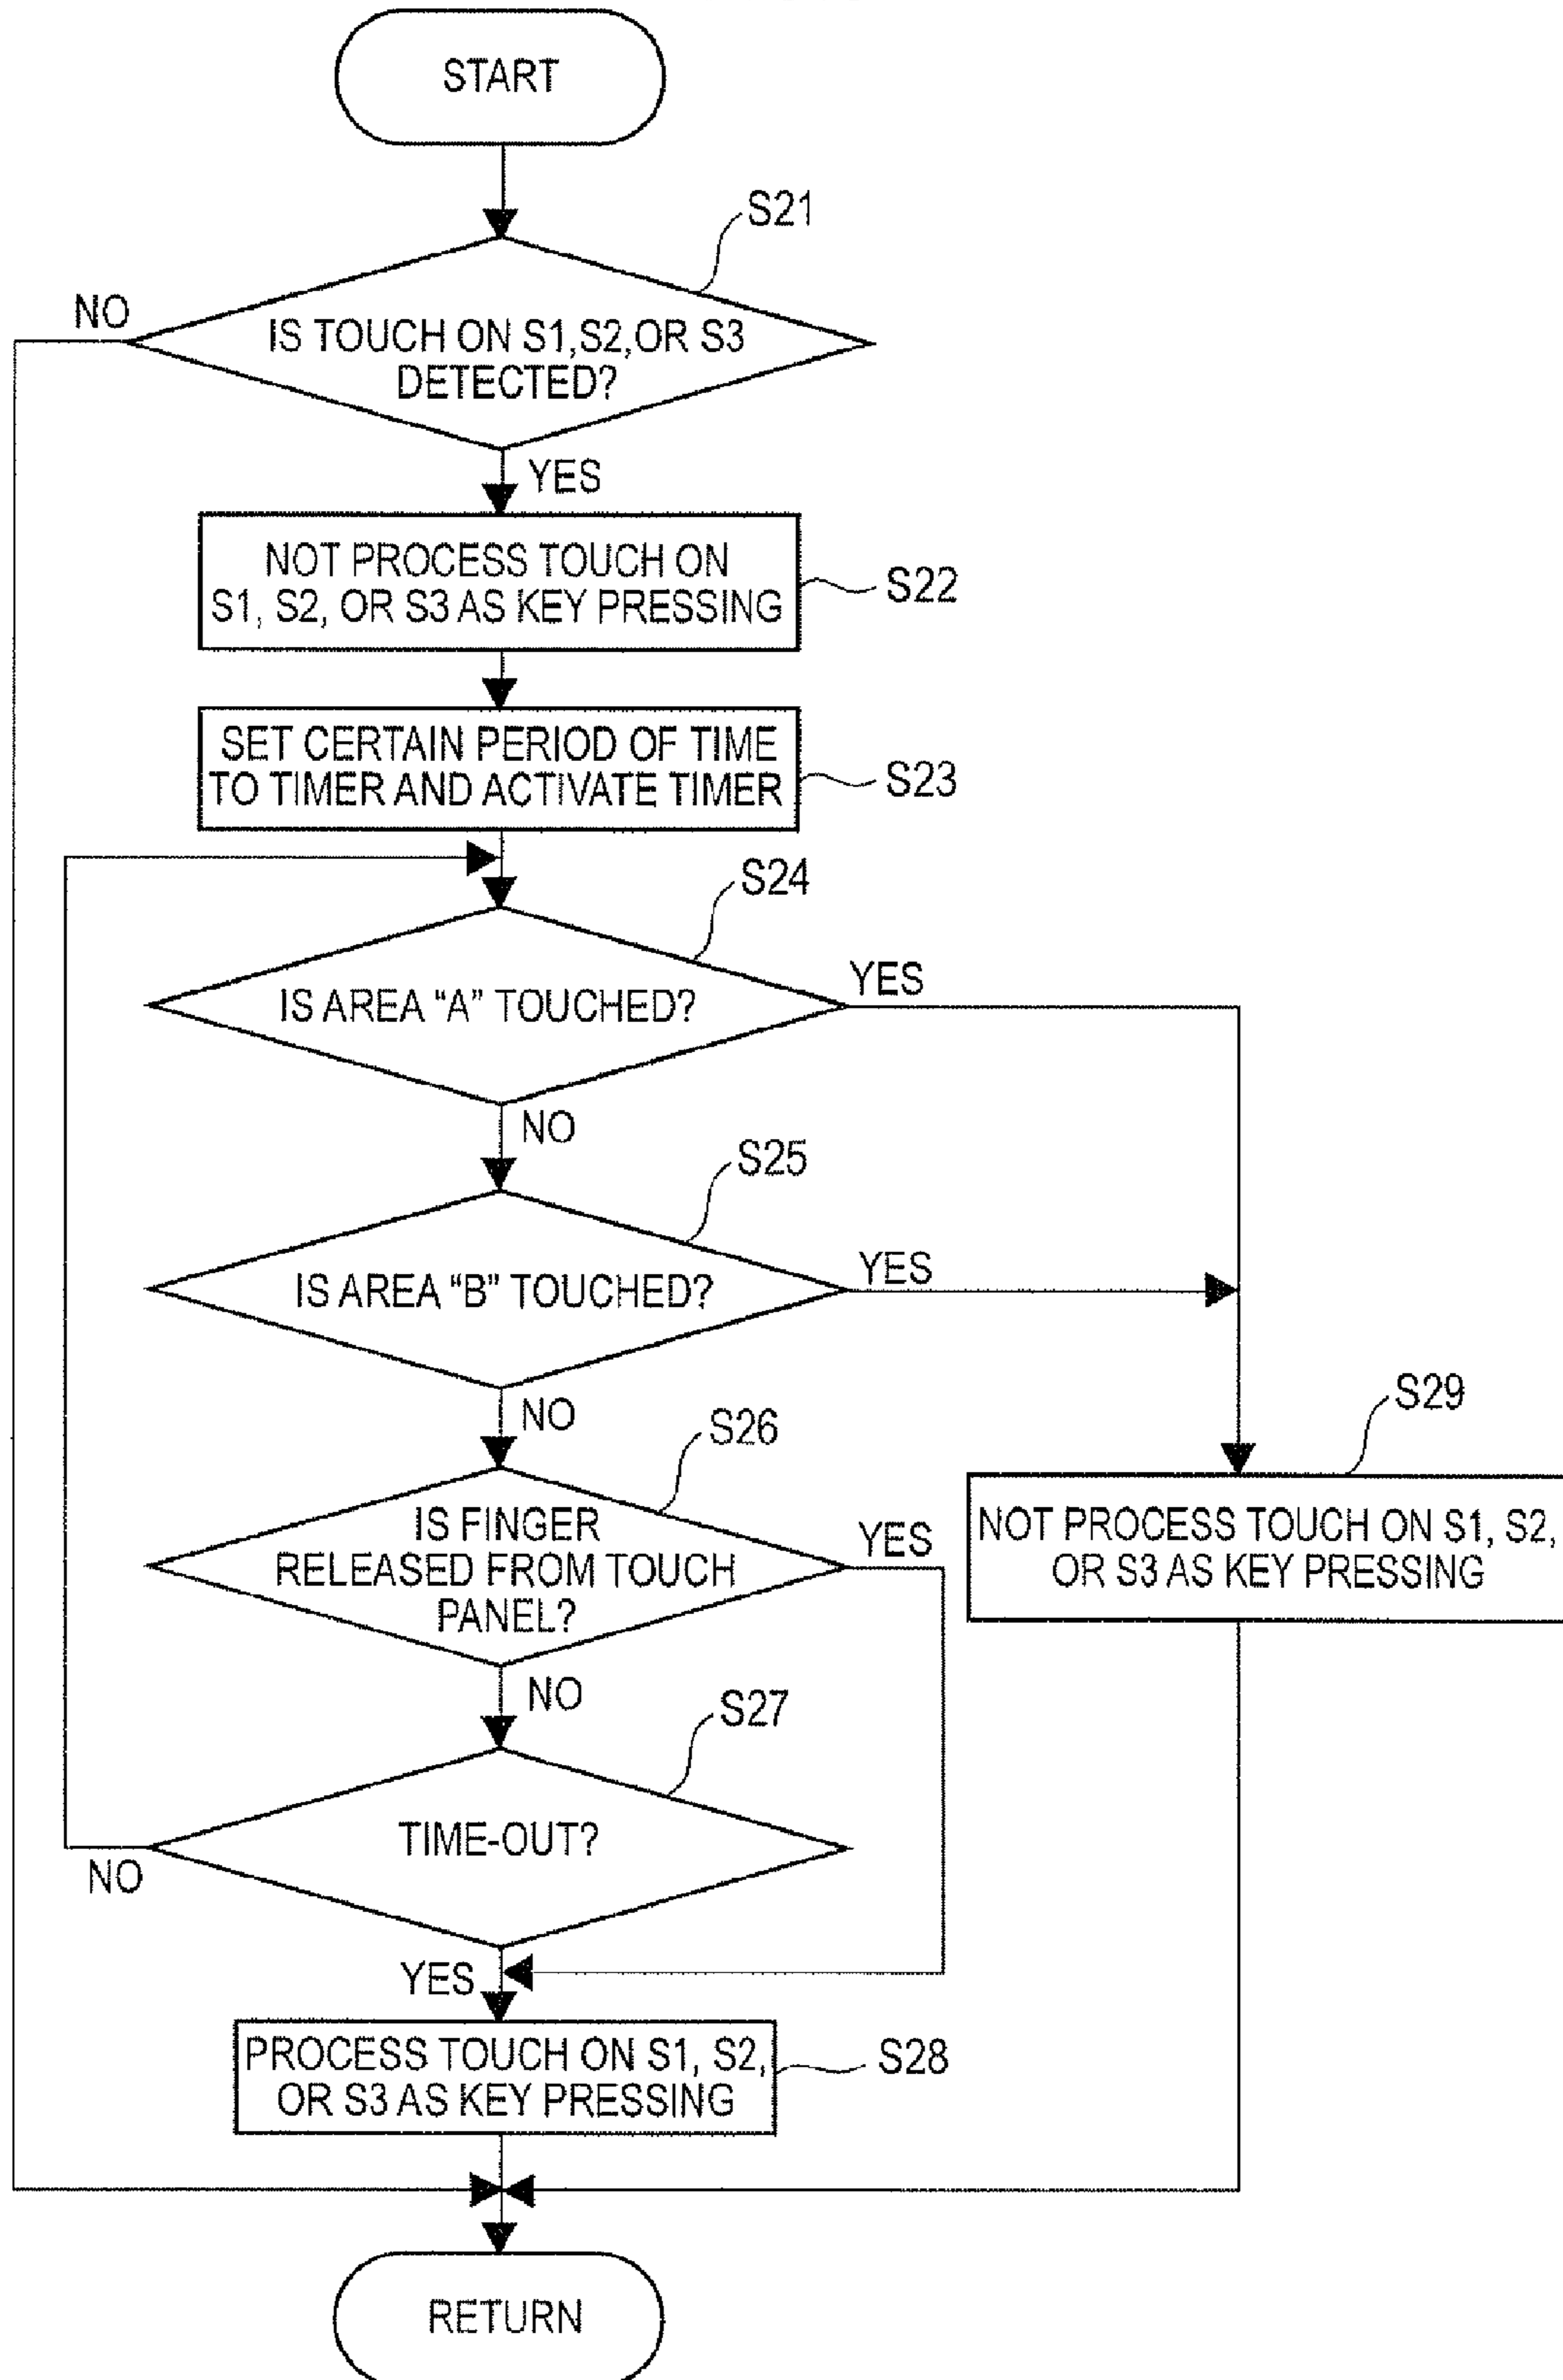 START
S21
NO
IS TOUCH ON S1,S2,OR S3
DETECTED?
YES
NOT PROCESS TOUCH ON
S1, S2, OR S3 AS KEY PRESSING
S22
SET CERTAIN PERIOD OF TIME
TO TIMER AND ACTIVATE TIMER
S23
S24
IS AREA “A” TOUCHED?
YES
NO
S25
IS AREA “B” TOUCHED?
YES
NO
S26
IS FINGER
RELEASED FROM TOUCH
PANEL?
YES
S29
NOT PROCESS TOUCH ON S1, S2,
OR S3 AS KEY PRESSING
NO
S27
TIME-OUT?
NO
YES
PROCESS TOUCH ON S1, S2,
OR S3 AS KEY PRESSING
S28
RETURN